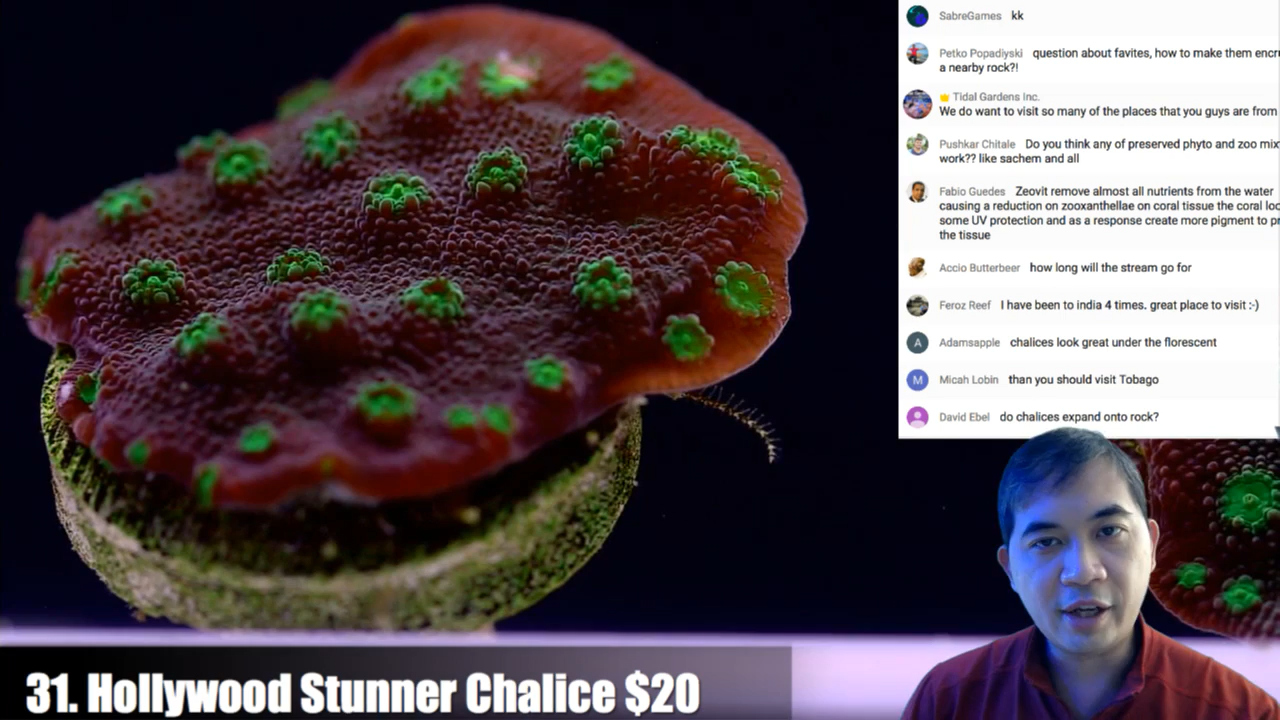 SabreGames kk
Petko Popadiyski question about favites, how to make them
a nearby rock?!
Tidal Gardens Inc.
We do want to visit so many of the places that you guys are from
Pushkar Chitale Do you think any of preserved phyto and zoo
work?? like sachem and all
Fabio Guedes Zeovit remove almost all nutrients from the water
causing a reduction on zooxanthellae on coral tissue the coral
some UV protection and as a response create more pigment to
the tissue
Accio Butterbeer how long will the stream go for
Feroz Reef I have been to india 4 times. great place to visit :-)
A Adamsapple chalices look great under the florescent
M Micah Lobin than you should visit Tobago
David Ebel do chalices expand onto rock?
31. Hollywood Stunner Chalice $20